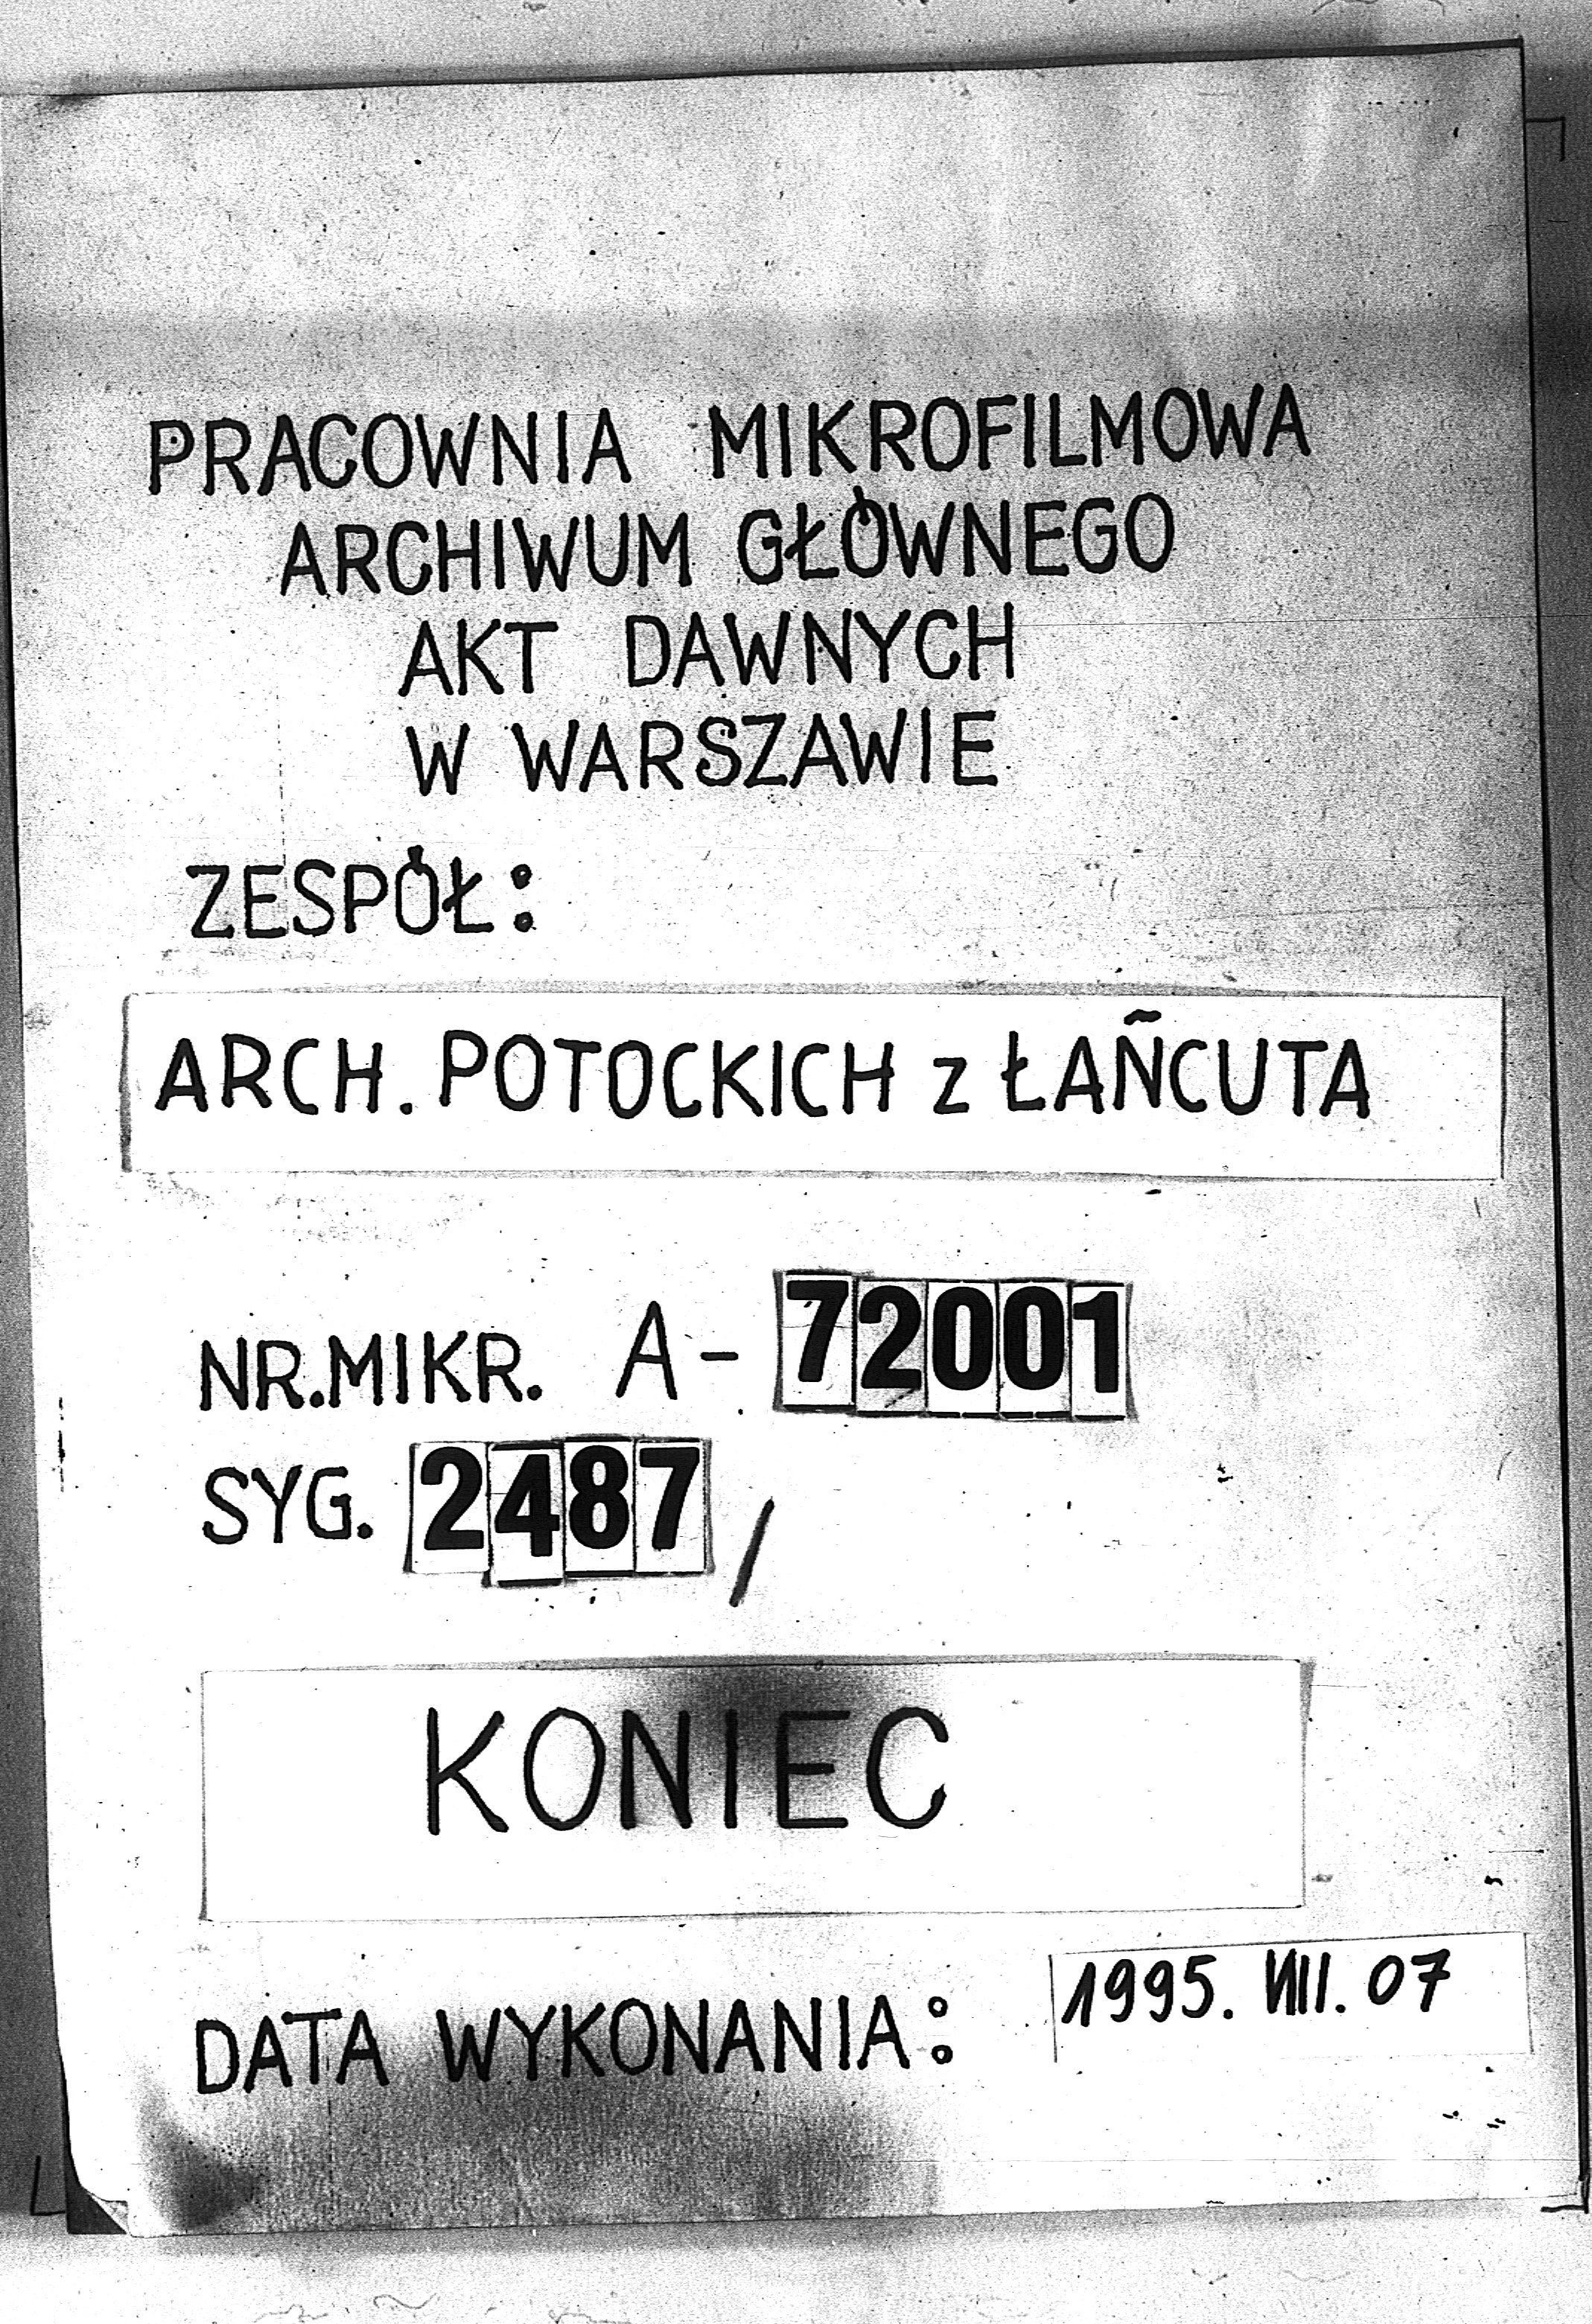 PRACOWNIA MIKROFILMOWA
ARCHIWUM GŁÓWNEGO
AKT DAWNYCH
W WARSZAWIE
ZESPÓŁ:
ARCH. POTOCKICH z ŁAŃCUTA
NR.MIKR. A-72001
SYG. 2487/
KONIEC
DATA WYKONANIA: 1995. VIII. 07